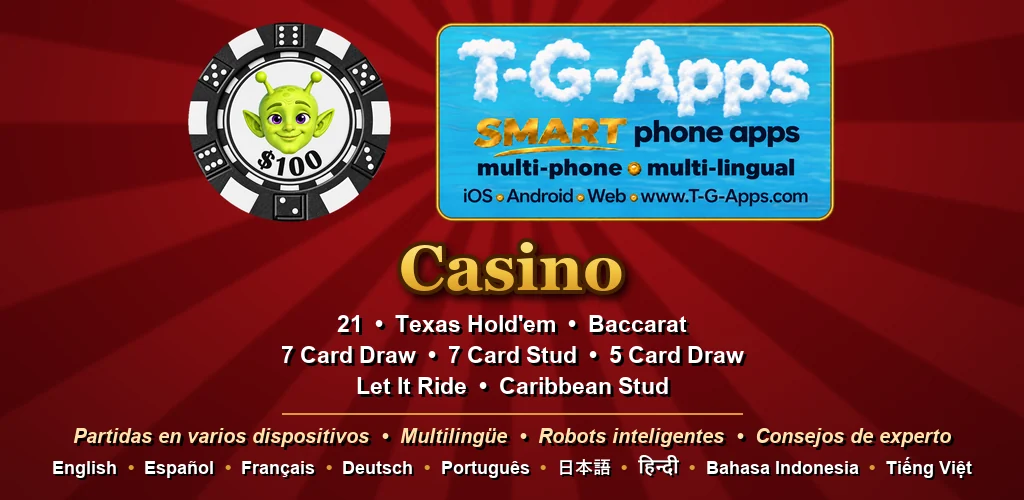 $100
T-G-Apps
SMART phone apps
multi-phone • multi-lingual
iOS • Android • Web • www.T-G-Apps.com
Casino
21 • Texas Hold'em • Baccarat
7 Card Draw • 7 Card Stud • 5 Card Draw
Let It Ride • Caribbean Stud
Partidas en varios dispositivos • Multilingüe • Robots inteligentes • Consejos de experto
English • Español • Français • Deutsch • Português • 日本語 • हिन्दी • Bahasa Indonesia • Tiếng Việt